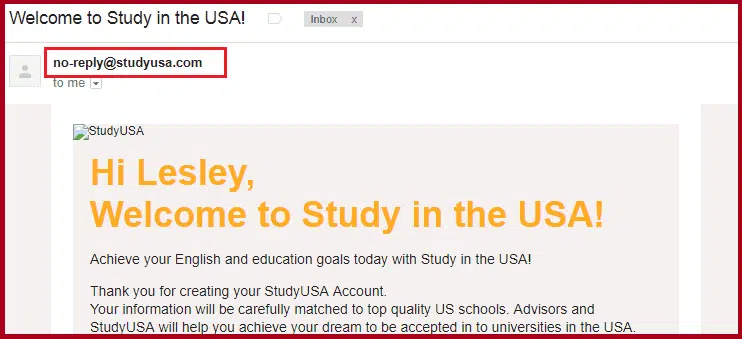 Welcome to Study in the USA!
Inbox x
no-reply@studyusa.com
to me
StudyUSA
Hi Lesley,
Welcome to Study in the USA!
Achieve your English and education goals today with Study in the USA!
Thank you for creating your StudyUSA Account.
Your information will be carefully matched to top quality US schools. Advisors and
StudyUSA will help you achieve your dream to be accepted in to universities in the USA.